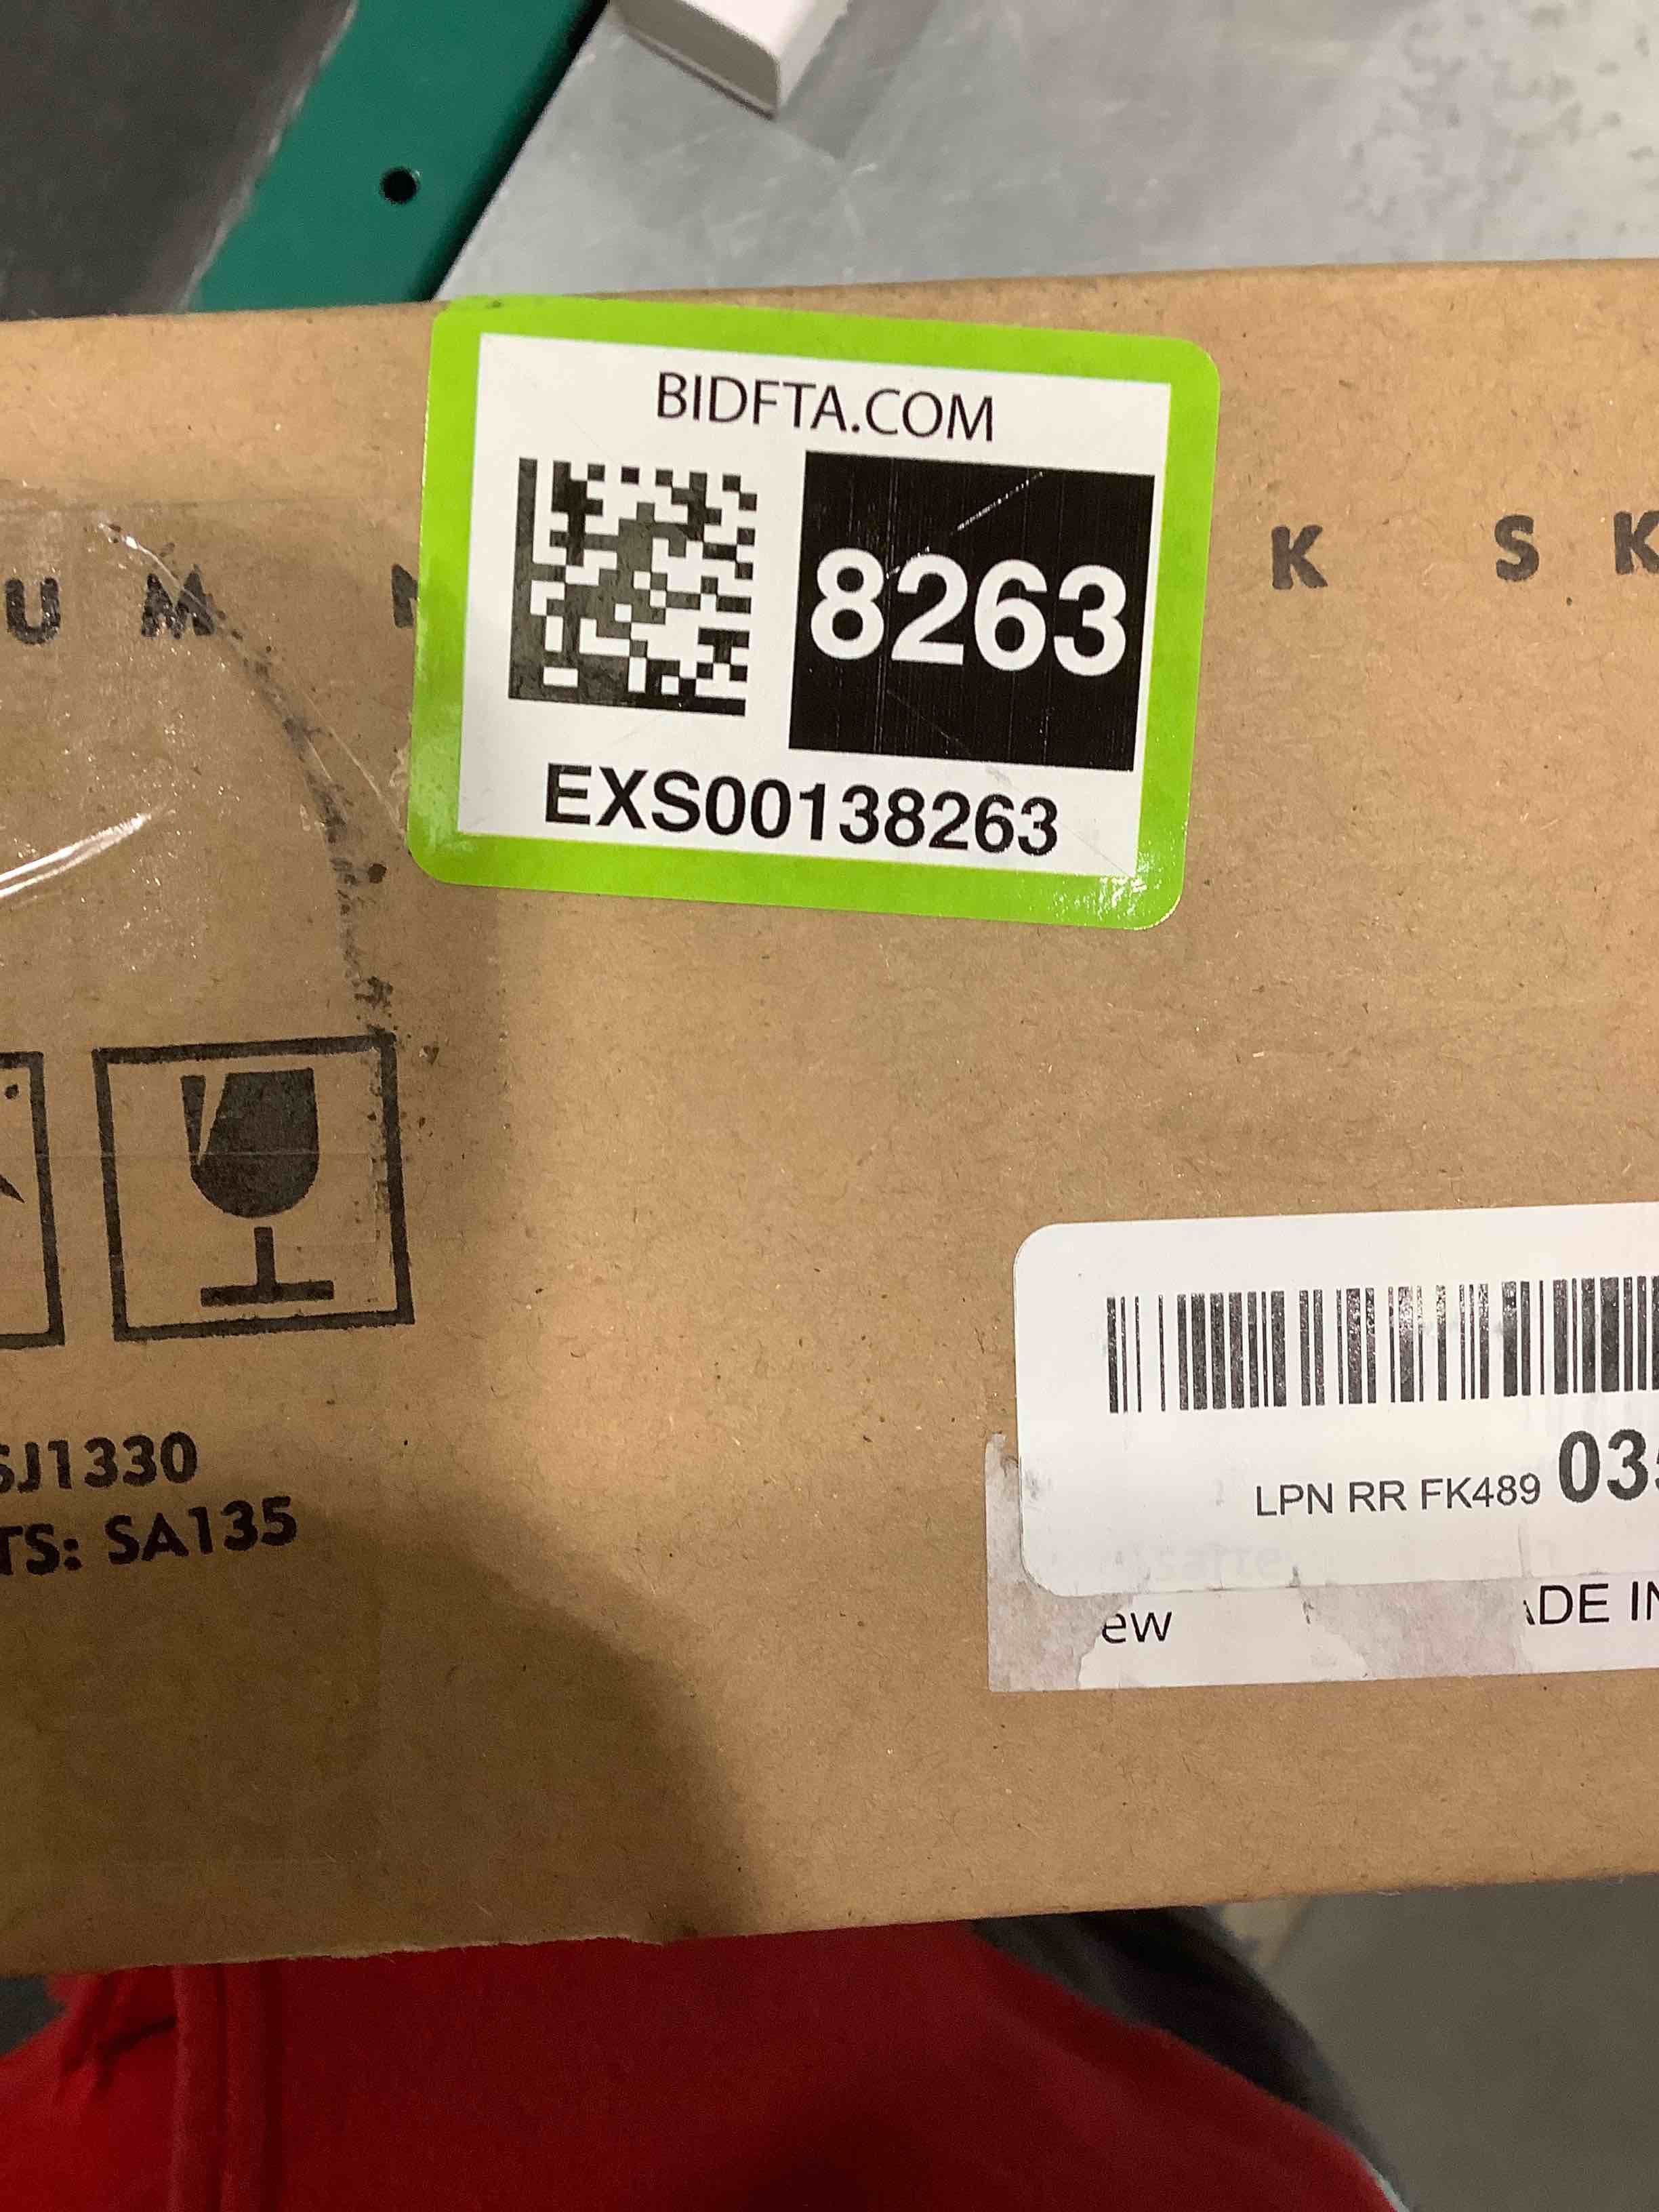 BIDFTA.COM
8263
EXS00138263
U M K S K
SJ1330
TS: SA135
LPN RR FK489 03
ew ADE IN